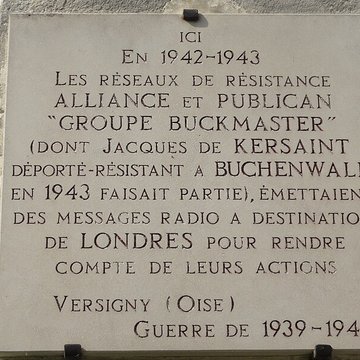 ICI
EN 1942-1943
LES RÉSEAUX DE RÉSISTANCE
ALLIANCE ET PUBLICAN
"GROUPE BUCKMASTER"
(DONT JACQUES DE KERSAINT
DÉPORTÉ-RÉSISTANT A BUCHENWAL
EN 1943 FAISAIT PARTIE), ÉMETTAIEN
DES MESSAGES RADIO A DESTINATIO
DE LONDRES POUR RENDRE
COMPTE DE LEURS ACTIONS
VERSIGNY (OISE)
GUERRE DE 1939-194